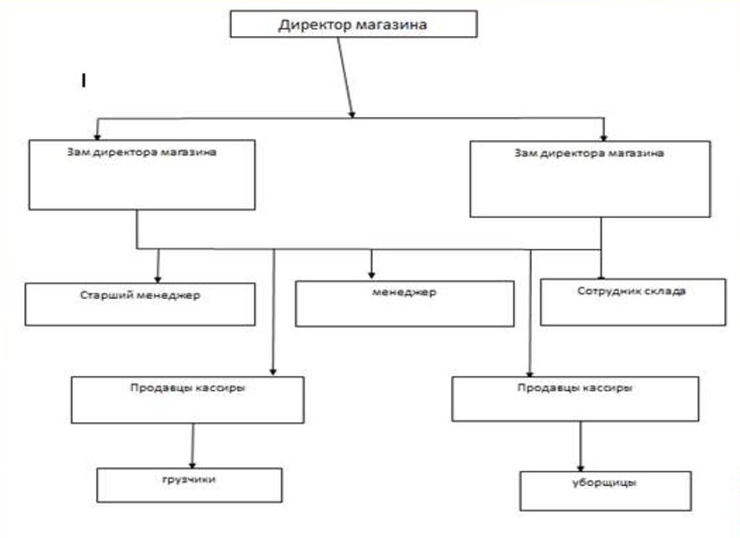 Директор магазина
I
Зам директора магазина
Зам директора магазина
Старший менеджер
менеджер
Сотрудник склада
Продавцы кассиры
Продавцы кассиры
грузчики
уборщицы